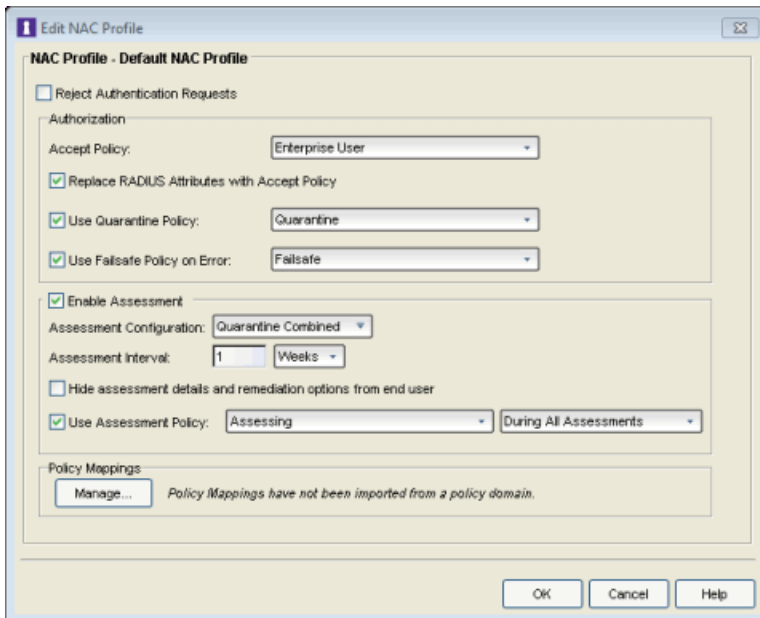 Edit NAC Profile
NAC Profile - Default NAC Profile
Reject Authentication Requests
Authorization
Accept Policy: Enterprise User
Replace RADIUS Attributes with Accept Policy
Use Quarantine Policy: Quarantine
Use Failsafe Policy on Error: Failsafe
Enable Assessment
Assessment Configuration: Quarantine Combined
Assessment Interval: 1 Weeks
Hide assessment details and remediation options from end user
Use Assessment Policy: Assessing During All Assessments
Policy Mappings
Manage... Policy Mappings have not been imported from a policy domain.
OK Cancel Help